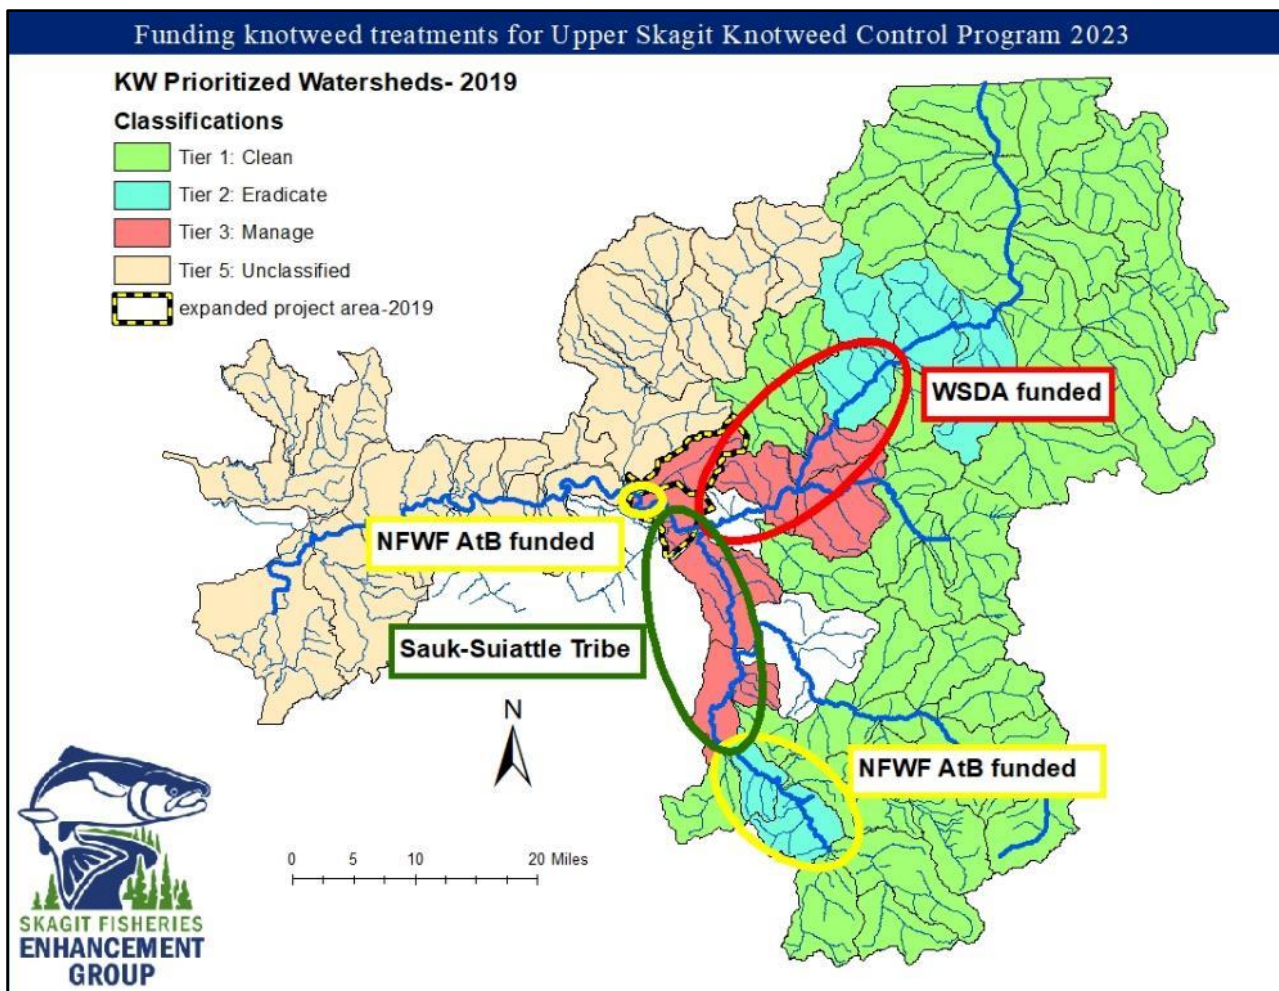 Funding knotweed treatments for Upper Skagit Knotweed Control Program 2023
KW Prioritized Watersheds- 2019
Classifications
Tier 1: Clean
Tier 2: Eradicate
Tier 3: Manage
Tier 5: Unclassified
expanded project area-2019
WSDA funded
NFWF AtB funded
Sauk-Suiattle Tribe
NFWF AtB funded
N
0 5 10 20 Miles
SKAGIT FISHERIES
ENHANCEMENT
GROUP